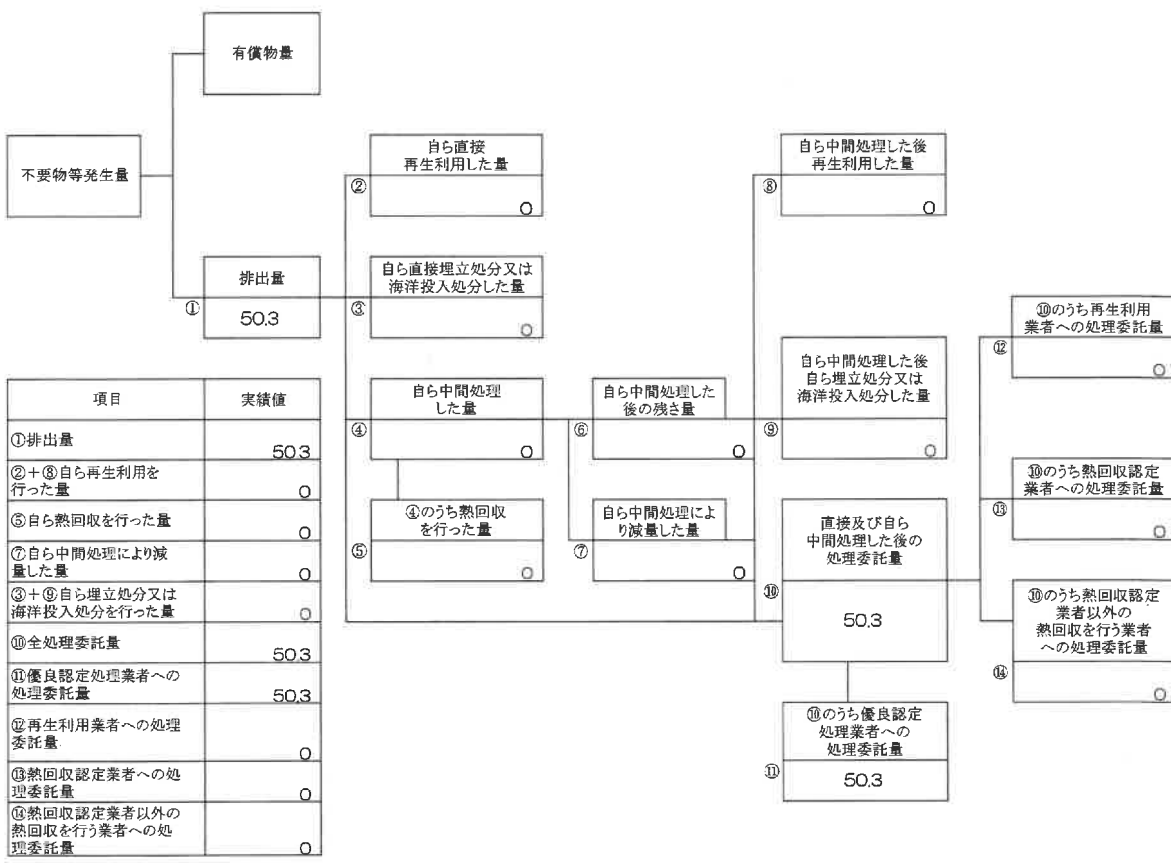 有償物量
不要物等発生量
排出量
①
50.3
自ら直接
再生利用した量
②
0
自ら直接埋立処分又は
海洋投入処分した量
③
0
自ら中間処理
した量
④
0
④のうち熱回収
を行った量
⑤
0
自ら中間処理した
後の残さ量
⑥
0
自ら中間処理によ
り減量した量
⑦
0
自ら中間処理した後
再生利用した量
⑧
0
自ら中間処理した後
自ら埋立処分又は
海洋投入処分した量
⑨
0
直接及び自ら
中間処理した後の
処理委託量
⑩
50.3
⑩のうち優良認定
処理業者への
処理委託量
⑪
50.3
⑩のうち再生利用
業者への処理委託量
⑫
0
⑩のうち熱回収認定
業者への処理委託量
⑬
0
⑩のうち熱回収認定
業者以外の
熱回収を行う業者
への処理委託量
⑭
0
項目 実績値
①排出量 50.3
②+⑧自ら再生利用を
行った量 0
⑤自ら熱回収を行った量 0
⑦自ら中間処理により減
量した量 0
③+⑨自ら埋立処分又は
海洋投入処分を行った量 0
⑩全処理委託量 50.3
⑪優良認定処理業者への
処理委託量 50.3
⑫再生利用業者への処理
委託量 0
⑬熱回収認定業者への処
理委託量 0
⑭熱回収認定業者以外の
熱回収を行う業者への処
理委託量 0